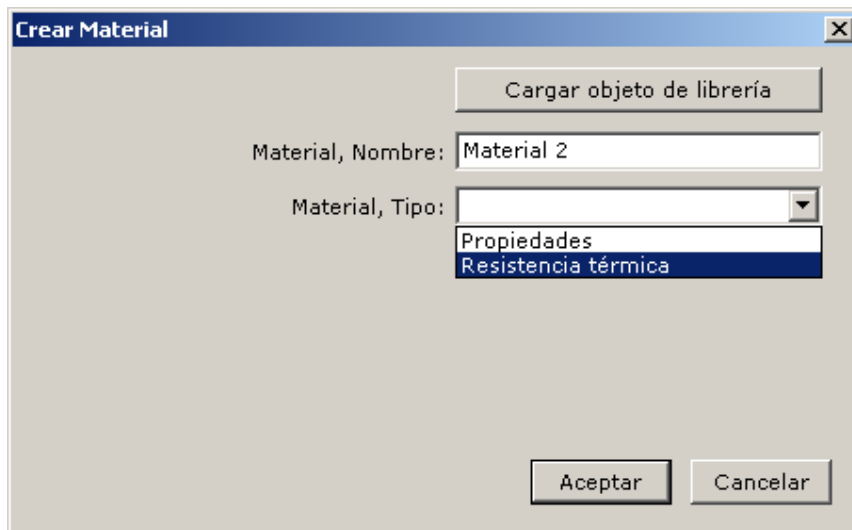 Crear Material
Cargar objeto de librería
Material, Nombre: Material 2
Material, Tipo:
Propiedades
Resistencia térmica
Aceptar Cancelar